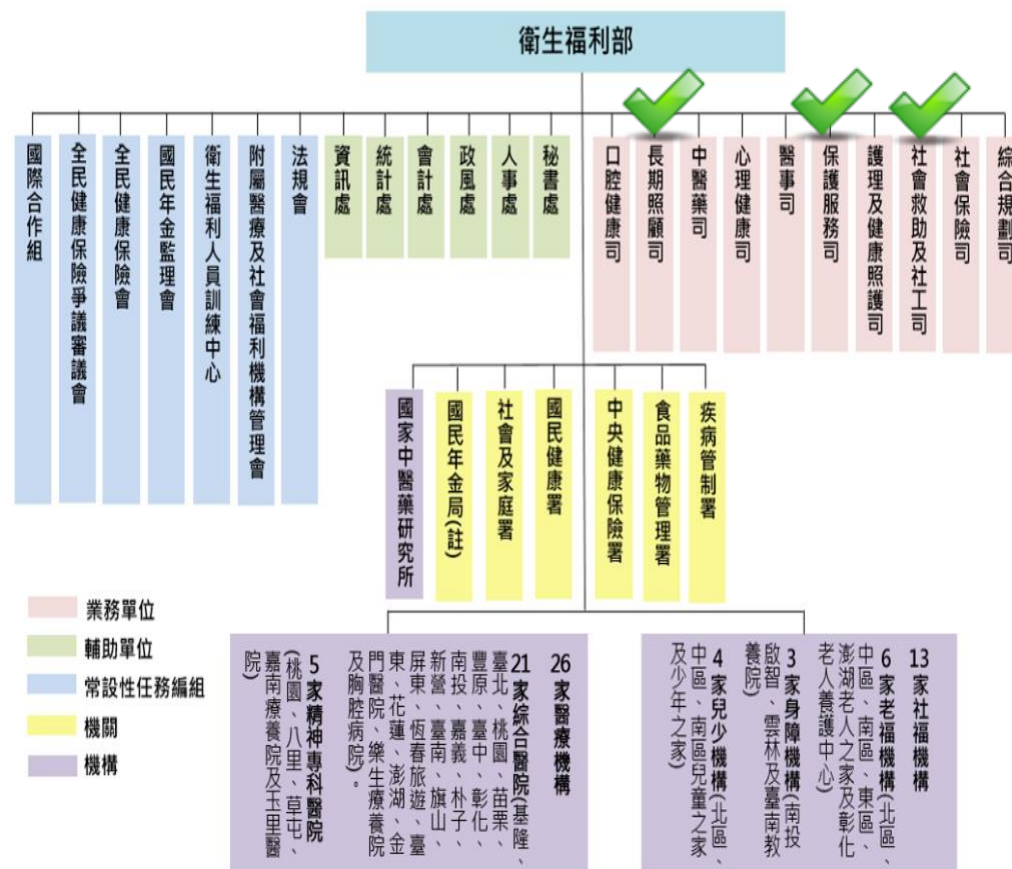 衛生福利部
國際合作組
全民健康保險爭議審議會
全民健康保險會
國民年金監理會
衛生福利人員訓練中心
附屬醫療及社會福利機構管理會
法規會
資訊處
統計處
會計處
政風處
人事處
秘書處
口腔健康司
長期照顧司
中醫藥司
心理健康司
醫事司
保護服務司
護理及健康照護司
社會救助及社工司
社會保險司
綜合規劃司
國家中醫藥研究所
國民年金局(註)
社會及家庭署
國民健康署
中央健康保險署
食品藥物管理署
疾病管制署
業務單位
輔助單位
常設性任務編組
機關
機構
26家醫療機構
21家綜合醫院(基隆、
臺北、桃園、苗栗、
豐原、臺中、彰化、
南投、嘉義、朴子、
新營、臺南、旗山、
屏東、恆春旅遊、臺
東、花蓮、澎湖、金
門醫院、樂生療養院
及胸腔病院)。
5家精神專科醫院
(桃園、八里、草屯、
嘉南療養院及玉里醫
院)
13家社福機構
6家老福機構(北區、
中區、南區、東區、
澎湖老人之家及彰化
老人養護中心)
3家身障機構(南投
啟智、雲林及臺南教
養院)
4家兒少機構(北區、
中區、南區兒童之家
及少年之家)